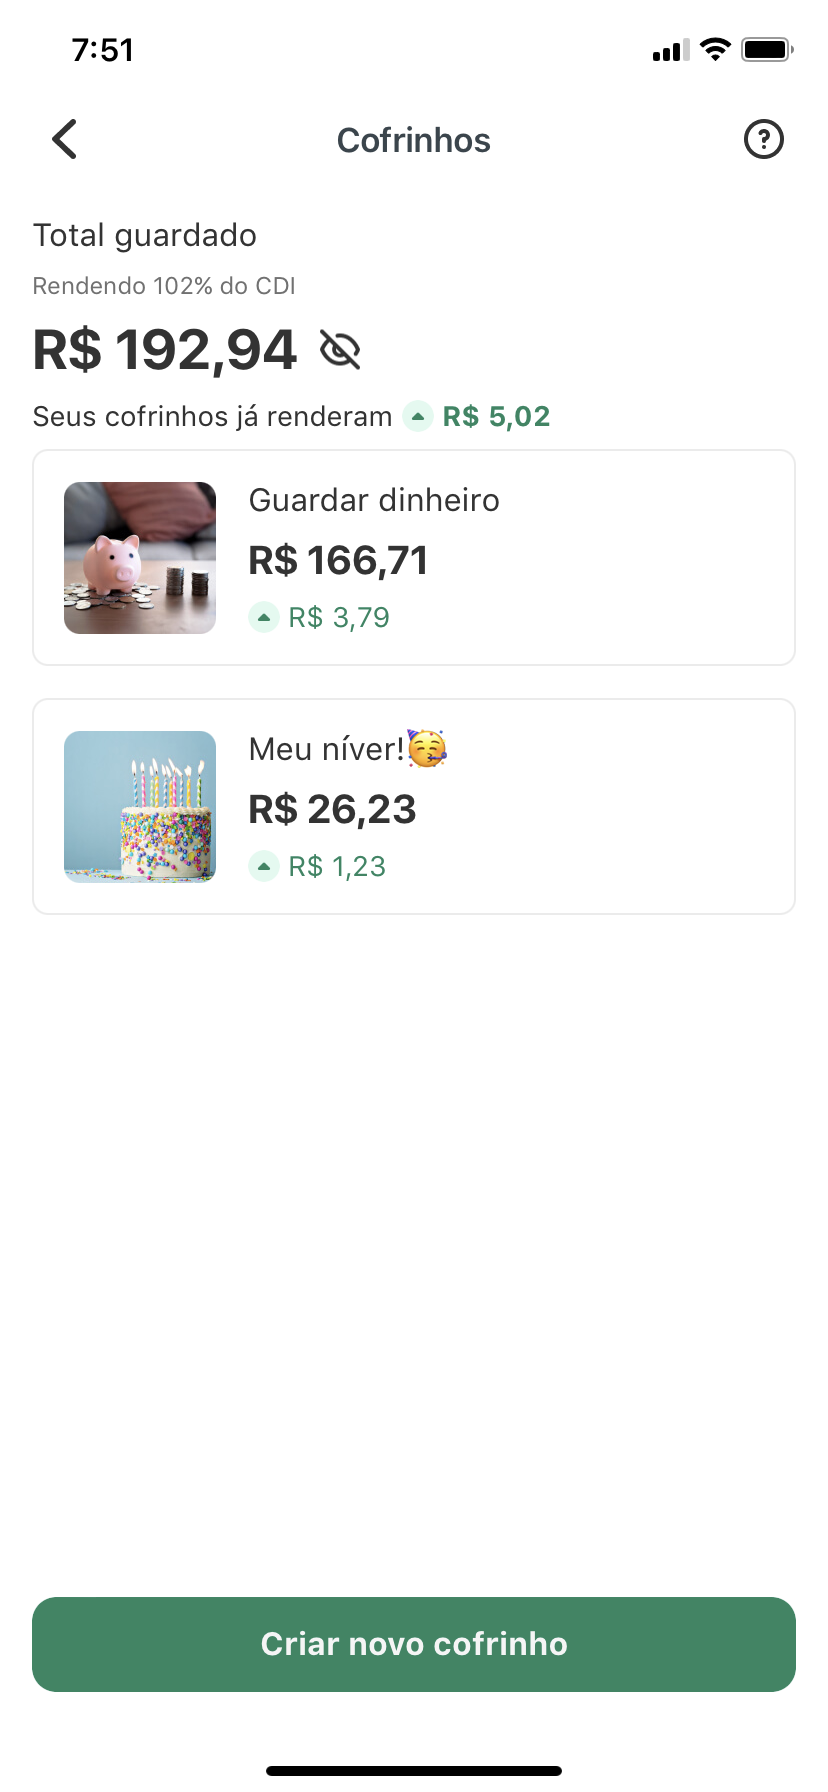 7:51
Cofrinhos
Total guardado
Rendendo 102% do CDI
R$ 192,94
Seus cofrinhos já renderam R$ 5,02
Guardar dinheiro
R$ 166,71
R$ 3,79
Meu níver!🥳
R$ 26,23
R$ 1,23
Criar novo cofrinho